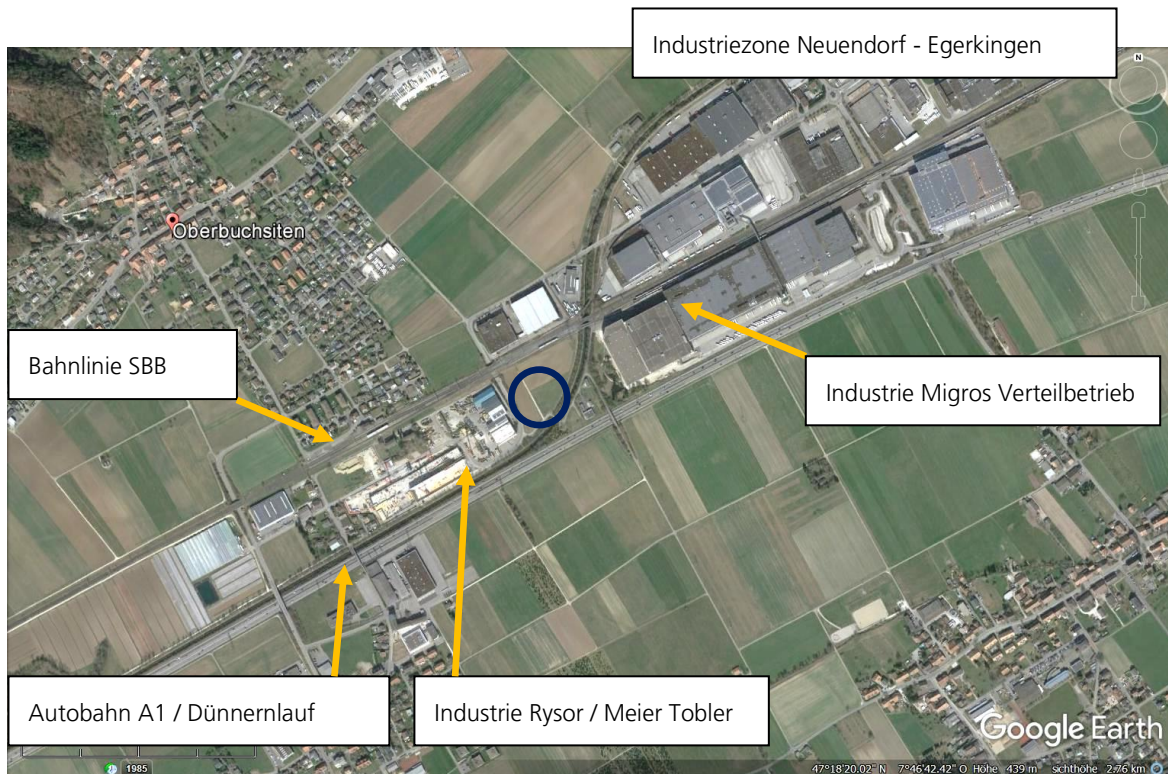 Industriezone Neuendorf - Egerkingen
N
Oberbuchsiten
Bahnlinie SBB
Industrie Migros Verteilbetrieb
Autobahn A1 / Dünnernlauf
Industrie Rysor / Meier Tobler
Google Earth
1985
47°18'20.02" N 7°46'42.42" O Höhe 439 m sichthöhe 2.76 km